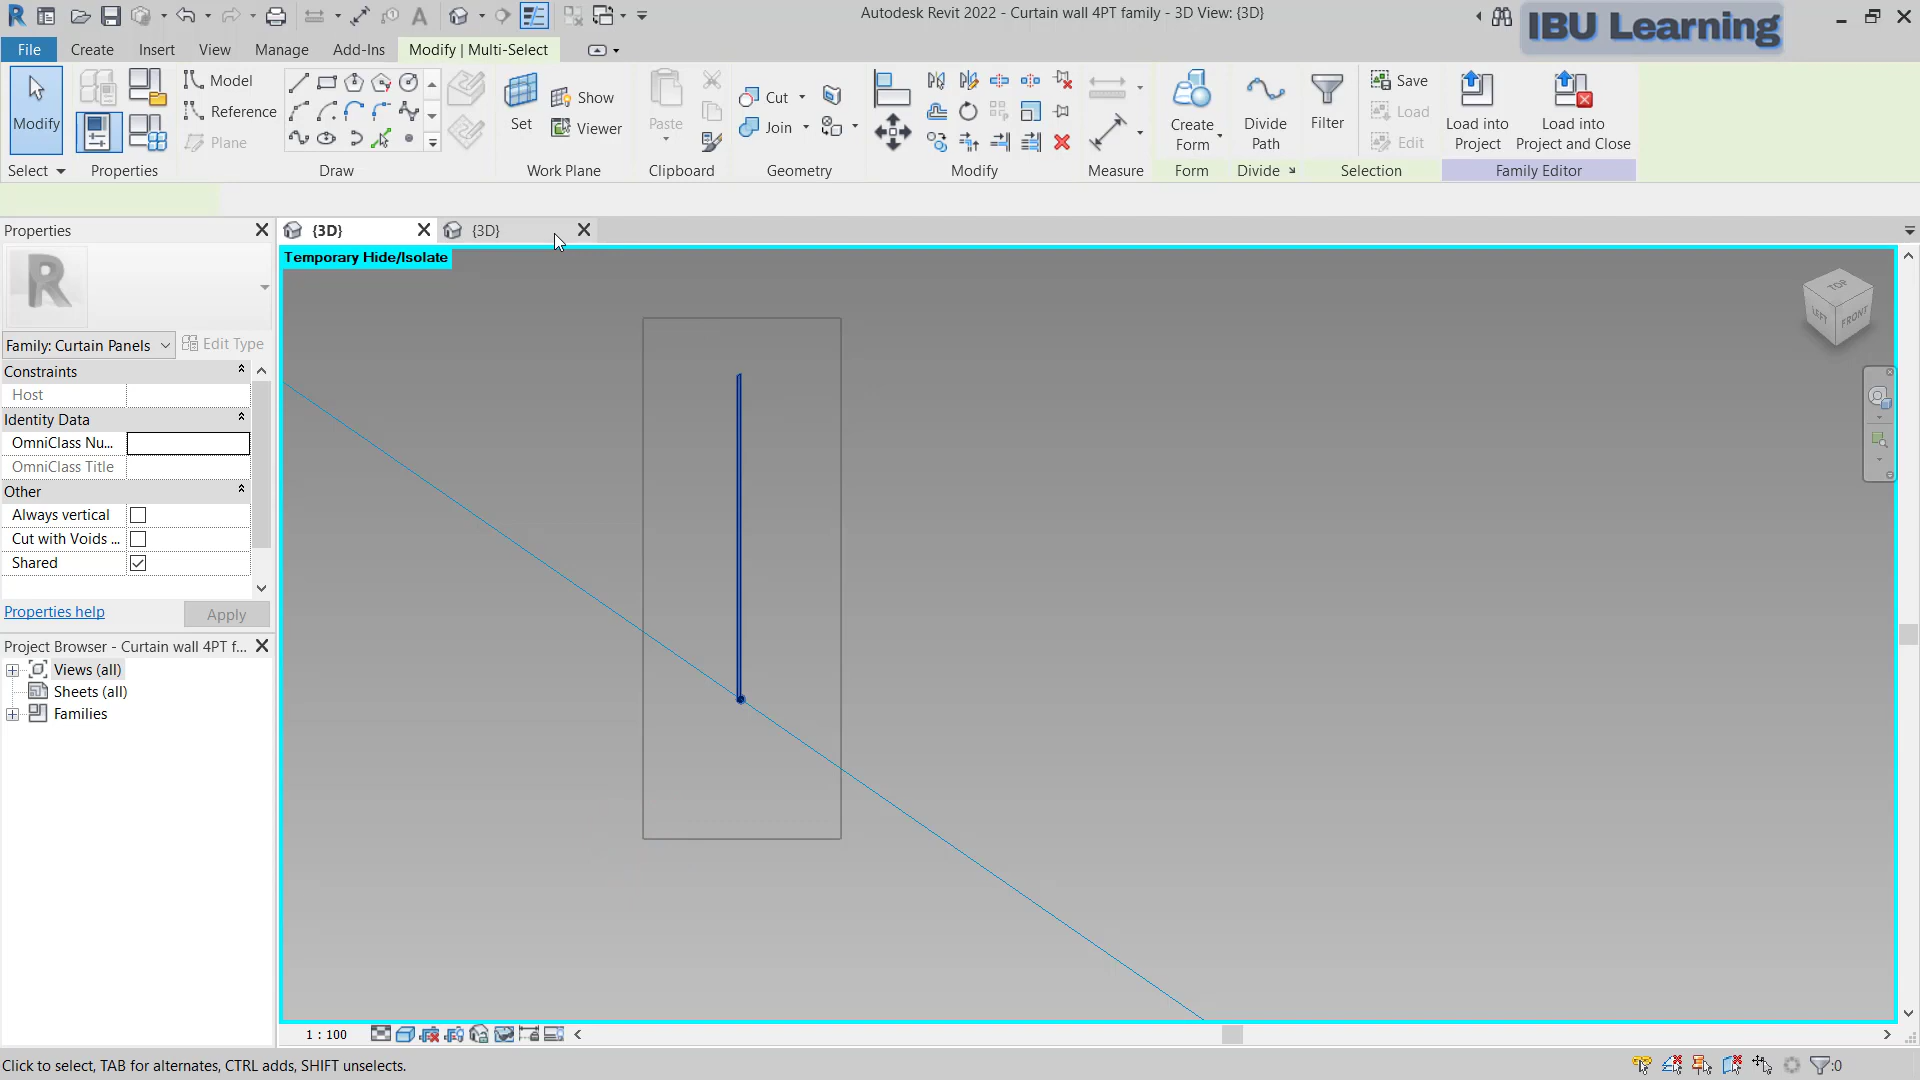 Autodesk Revit 2022 - Curtain wall 4PT family - 3D View: {3D}
IBU Learning
File Create Insert View Manage Add-Ins Modify | Multi-Select
Modify
Select
Properties
Model
Reference
Plane
Draw
Set
Show
Viewer
Work Plane
Paste
Clipboard
Cut
Join
Geometry
Modify
Measure
Create Form
Form
Divide Path
Divide
Filter
Save
Load
Edit
Selection
Load into Project
Load into Project and Close
Family Editor
Properties
{3D}
{3D}
Temporary Hide/Isolate
TOP
LEFT
FRONT
R
Family: Curtain Panels
Edit Type
Constraints
Host
Identity Data
OmniClass Nu...
OmniClass Title
Other
Always vertical
Cut with Voids ...
Shared
Properties help
Apply
Project Browser - Curtain wall 4PT f...
Views (all)
Sheets (all)
Families
1 : 100
Click to select, TAB for alternates, CTRL adds, SHIFT unselects.
:0